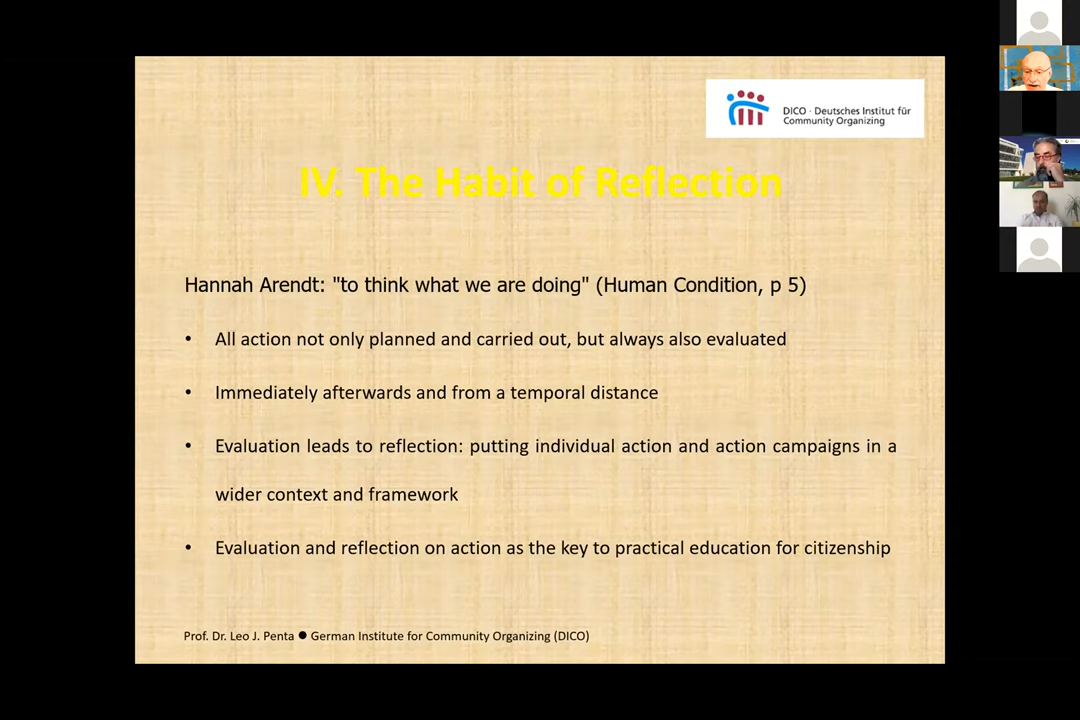 DICO · Deutsches Institut für
Community Organizing
IV. The Habit of Reflection
Hannah Arendt: "to think what we are doing" (Human Condition, p 5)
• All action not only planned and carried out, but always also evaluated
• Immediately afterwards and from a temporal distance
• Evaluation leads to reflection: putting individual action and action campaigns in a
wider context and framework
• Evaluation and reflection on action as the key to practical education for citizenship
Prof. Dr. Leo J. Penta ● German Institute for Community Organizing (DICO)